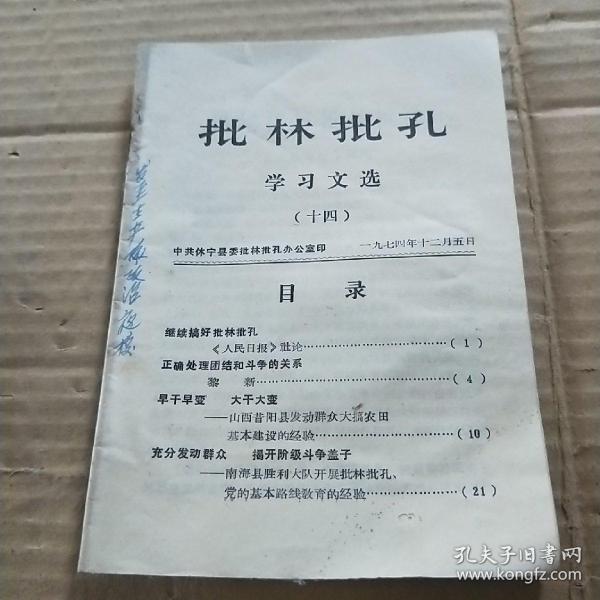 批林批孔
学习文选
（十四）
中共休宁县委批林批孔办公室印 一九七四年十二月五日
目录
继续搞好批林批孔
《人民日报》社论……………………（1）
正确处理团结和斗争的关系
黎新……………………（4）
早干早变 大干大变
——山西昔阳县发动群众大搞农田
基本建设的经验……………………（10）
充分发动群众 揭开阶级斗争盖子
——南海县胜利大队开展批林批孔、
党的基本路线教育的经验………………（21）
政治夜校
孔夫子旧书网
www.kongfz.com